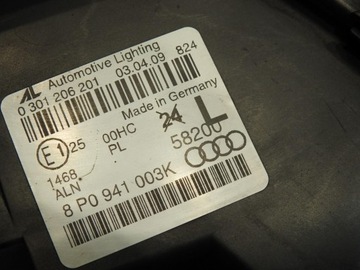 AL Automotive Lighting
0 301 206 201 03.04.09 824
Made in Germany
E1 25 00HC 24 L
PL 58200
1468
ALN
8 P0 941 003K